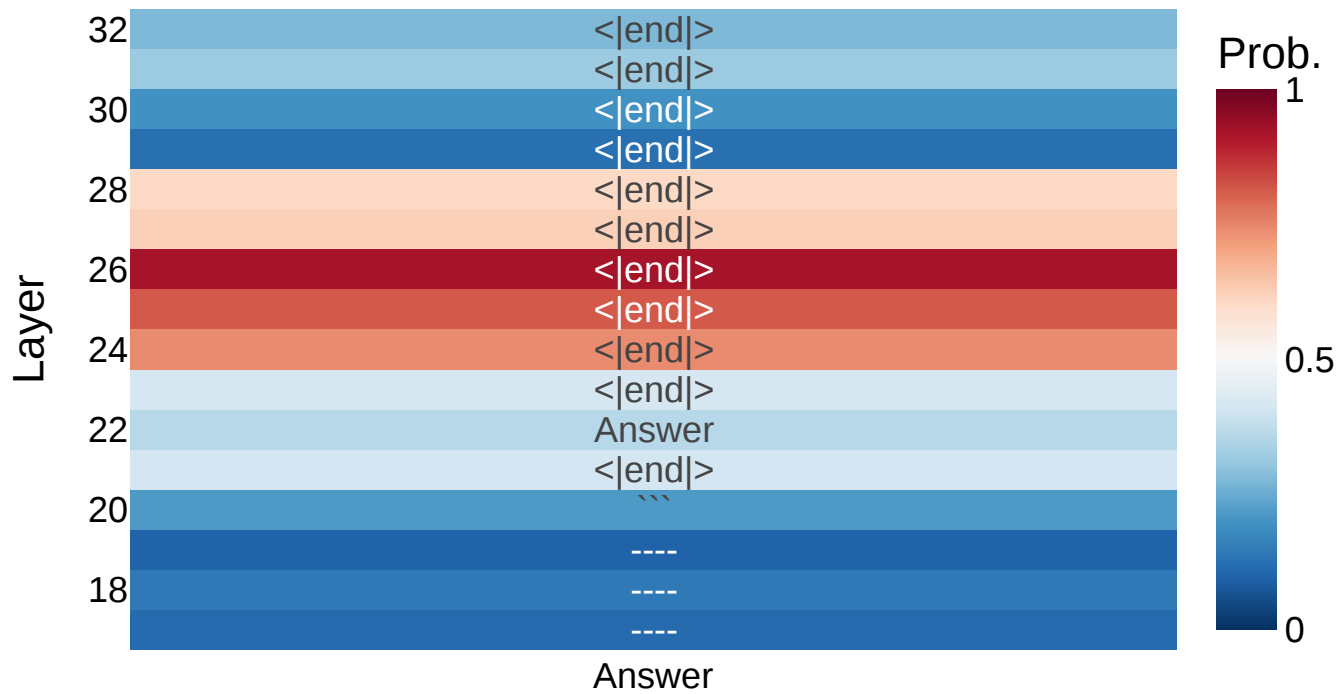 32 <|end|>
<|end|>
Prob.
1
30 <|end|>
<|end|>
28 <|end|>
<|end|>
26 <|end|>
Layer
<|end|>
24 <|end|>
0.5
<|end|>
22 Answer
<|end|>
20 ```
----
18 ----
----
0
Answer